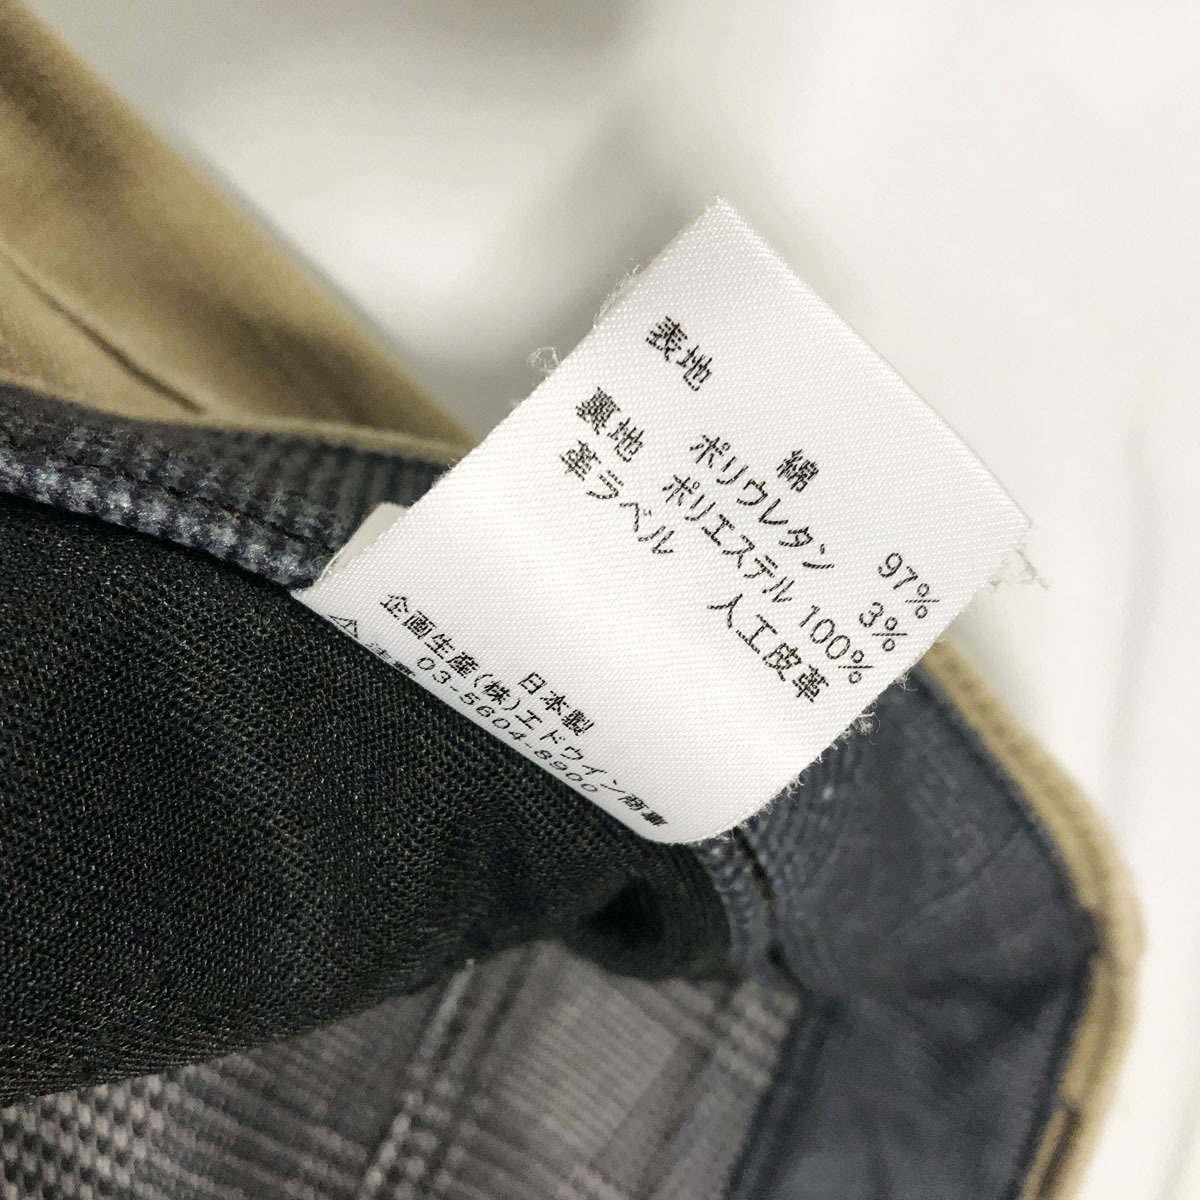 表地
綿 97%
ポリウレタン 3%
裏地 ポリエステル 100%
革ラベル 人工皮革
日本製
企画生産(株)エドウイン商事
03-5604-8900
⚠注意